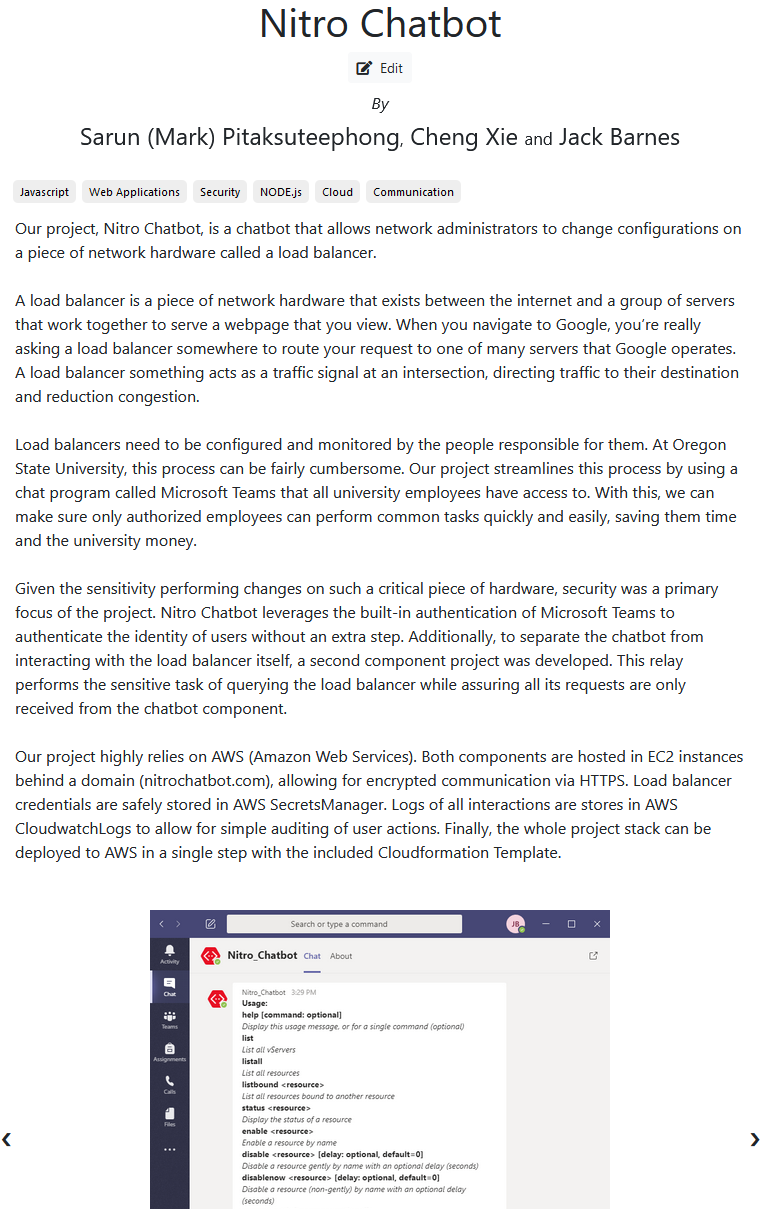 Nitro Chatbot
Edit
By
Sarun (Mark) Pitaksuteephong, Cheng Xie and Jack Barnes
Javascript Web Applications Security NODE.js Cloud Communication
Our project, Nitro Chatbot, is a chatbot that allows network administrators to change configurations on
a piece of network hardware called a load balancer.
A load balancer is a piece of network hardware that exists between the internet and a group of servers
that work together to serve a webpage that you view. When you navigate to Google, you're really
asking a load balancer somewhere to route your request to one of many servers that Google operates.
A load balancer something acts as a traffic signal at an intersection, directing traffic to their destination
and reduction congestion.
Load balancers need to be configured and monitored by the people responsible for them. At Oregon
State University, this process can be fairly cumbersome. Our project streamlines this process by using a
chat program called Microsoft Teams that all university employees have access to. With this, we can
make sure only authorized employees can perform common tasks quickly and easily, saving them time
and the university money.
Given the sensitivity performing changes on such a critical piece of hardware, security was a primary
focus of the project. Nitro Chatbot leverages the built-in authentication of Microsoft Teams to
authenticate the identity of users without an extra step. Additionally, to separate the chatbot from
interacting with the load balancer itself, a second component project was developed. This relay
performs the sensitive task of querying the load balancer while assuring all its requests are only
received from the chatbot component.
Our project highly relies on AWS (Amazon Web Services). Both components are hosted in EC2 instances
behind a domain (nitrochatbot.com), allowing for encrypted communication via HTTPS. Load balancer
credentials are safely stored in AWS SecretsManager. Logs of all interactions are stores in AWS
CloudwatchLogs to allow for simple auditing of user actions. Finally, the whole project stack can be
deployed to AWS in a single step with the included Cloudformation Template.
Search or type a command
JB
Activity
Chat
Teams
Assignments
Calls
Files
Nitro_Chatbot Chat About
Nitro_Chatbot 3:29 PM
Usage:
help [command: optional]
Display this usage message, or for a single command (optional)
list
List all vServers
listall
List all resources
listbound <resource>
List all resources bound to another resource
status <resource>
Display the status of a resource
enable <resource>
Enable a resource by name
disable <resource> [delay: optional, default=0]
Disable a resource gently by name with an optional delay (seconds)
disablenow <resource> [delay: optional, default=0]
Disable a resource (non-gently) by name with an optional delay
(seconds)